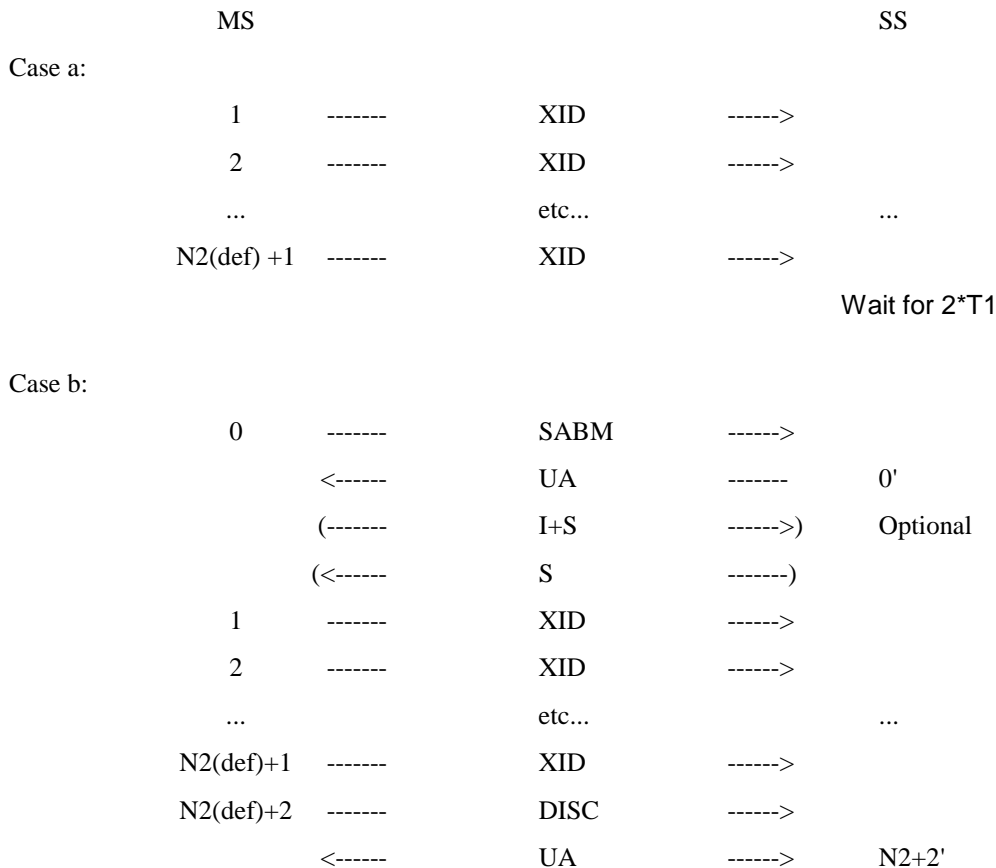 MS SS
Case a:
1 ------- XID ------>
2 ------- XID ------>
... etc... ...
N2(def) +1 ------- XID ------>
Wait for 2*T1
Case b:
0 ------- SABM ------>
<------ UA ------- 0'
(------- I+S ------>) Optional
(<------ S -------)
1 ------- XID ------>
2 ------- XID ------>
... etc... ...
N2(def)+1 ------- XID ------>
N2(def)+2 ------- DISC ------>
<------ UA ------> N2+2'